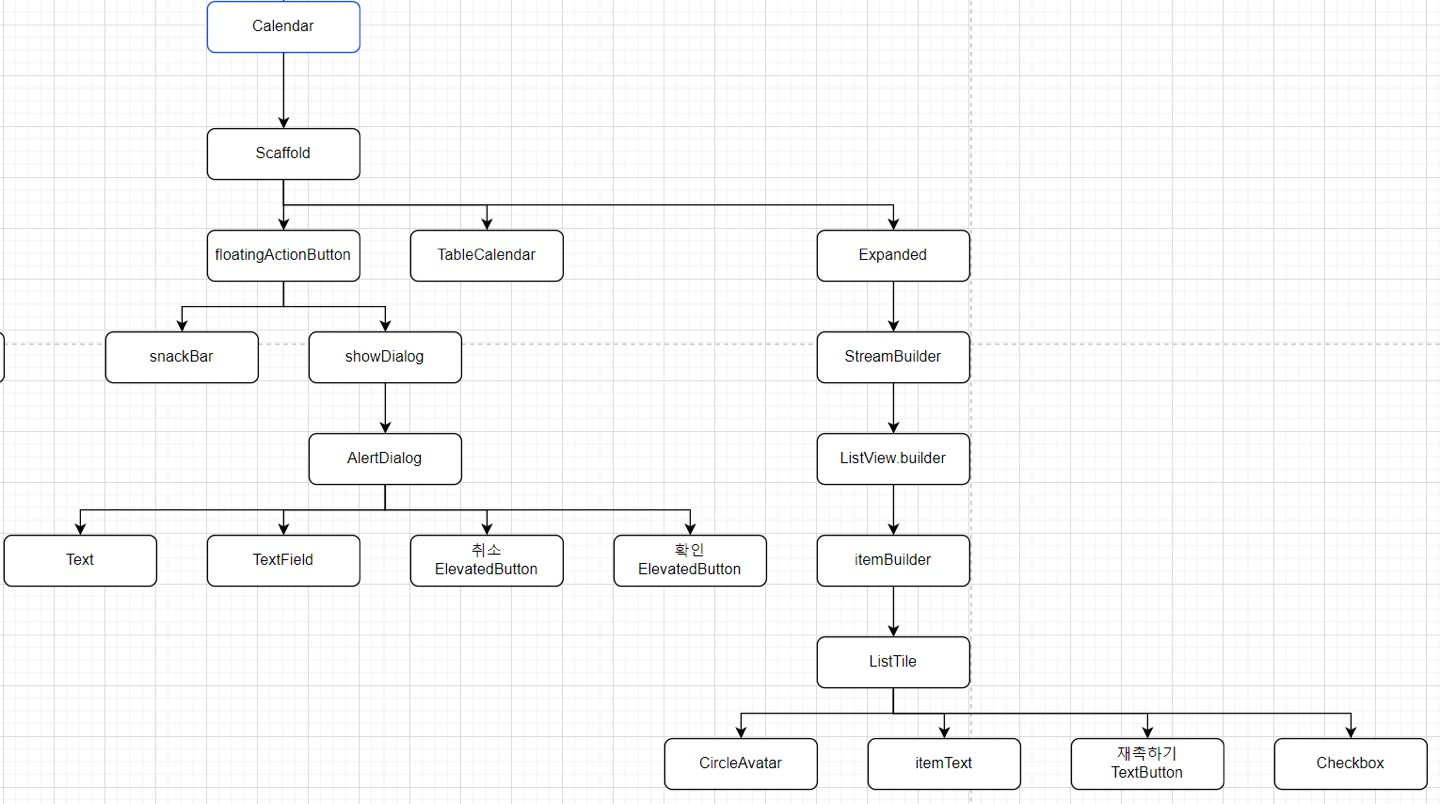 Calendar
Scaffold
floatingActionButton
TableCalendar
Expanded
snackBar
showDialog
StreamBuilder
AlertDialog
ListView.builder
Text
TextField
취소
ElevatedButton
확인
ElevatedButton
itemBuilder
ListTile
CircleAvatar
itemText
재촉하기
TextButton
Checkbox